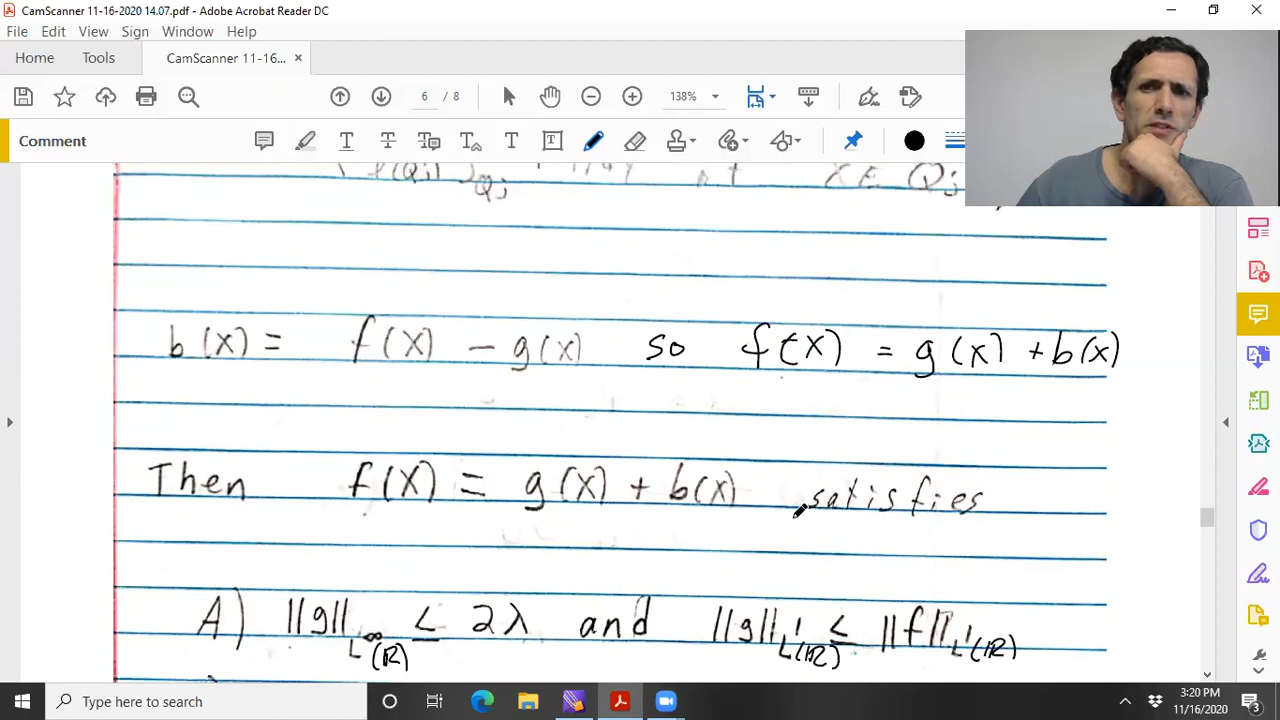 CamScanner 11-16-2020 14.07.pdf - Adobe Acrobat Reader DC
File Edit View Sign Window Help
Home Tools CamScanner 11-16... ×
6 / 8 138%
Comment
x ∈ Qj
b(x) = f(x) - g(x) so f(x) = g(x) + b(x)
Then f(x) = g(x) + b(x) satisfies
A) ||g||L∞(ℝ) ≤ 2λ and ||g||L¹(ℝ) ≤ ||f||L¹(ℝ)
Type here to search
3:20 PM
11/16/2020
3